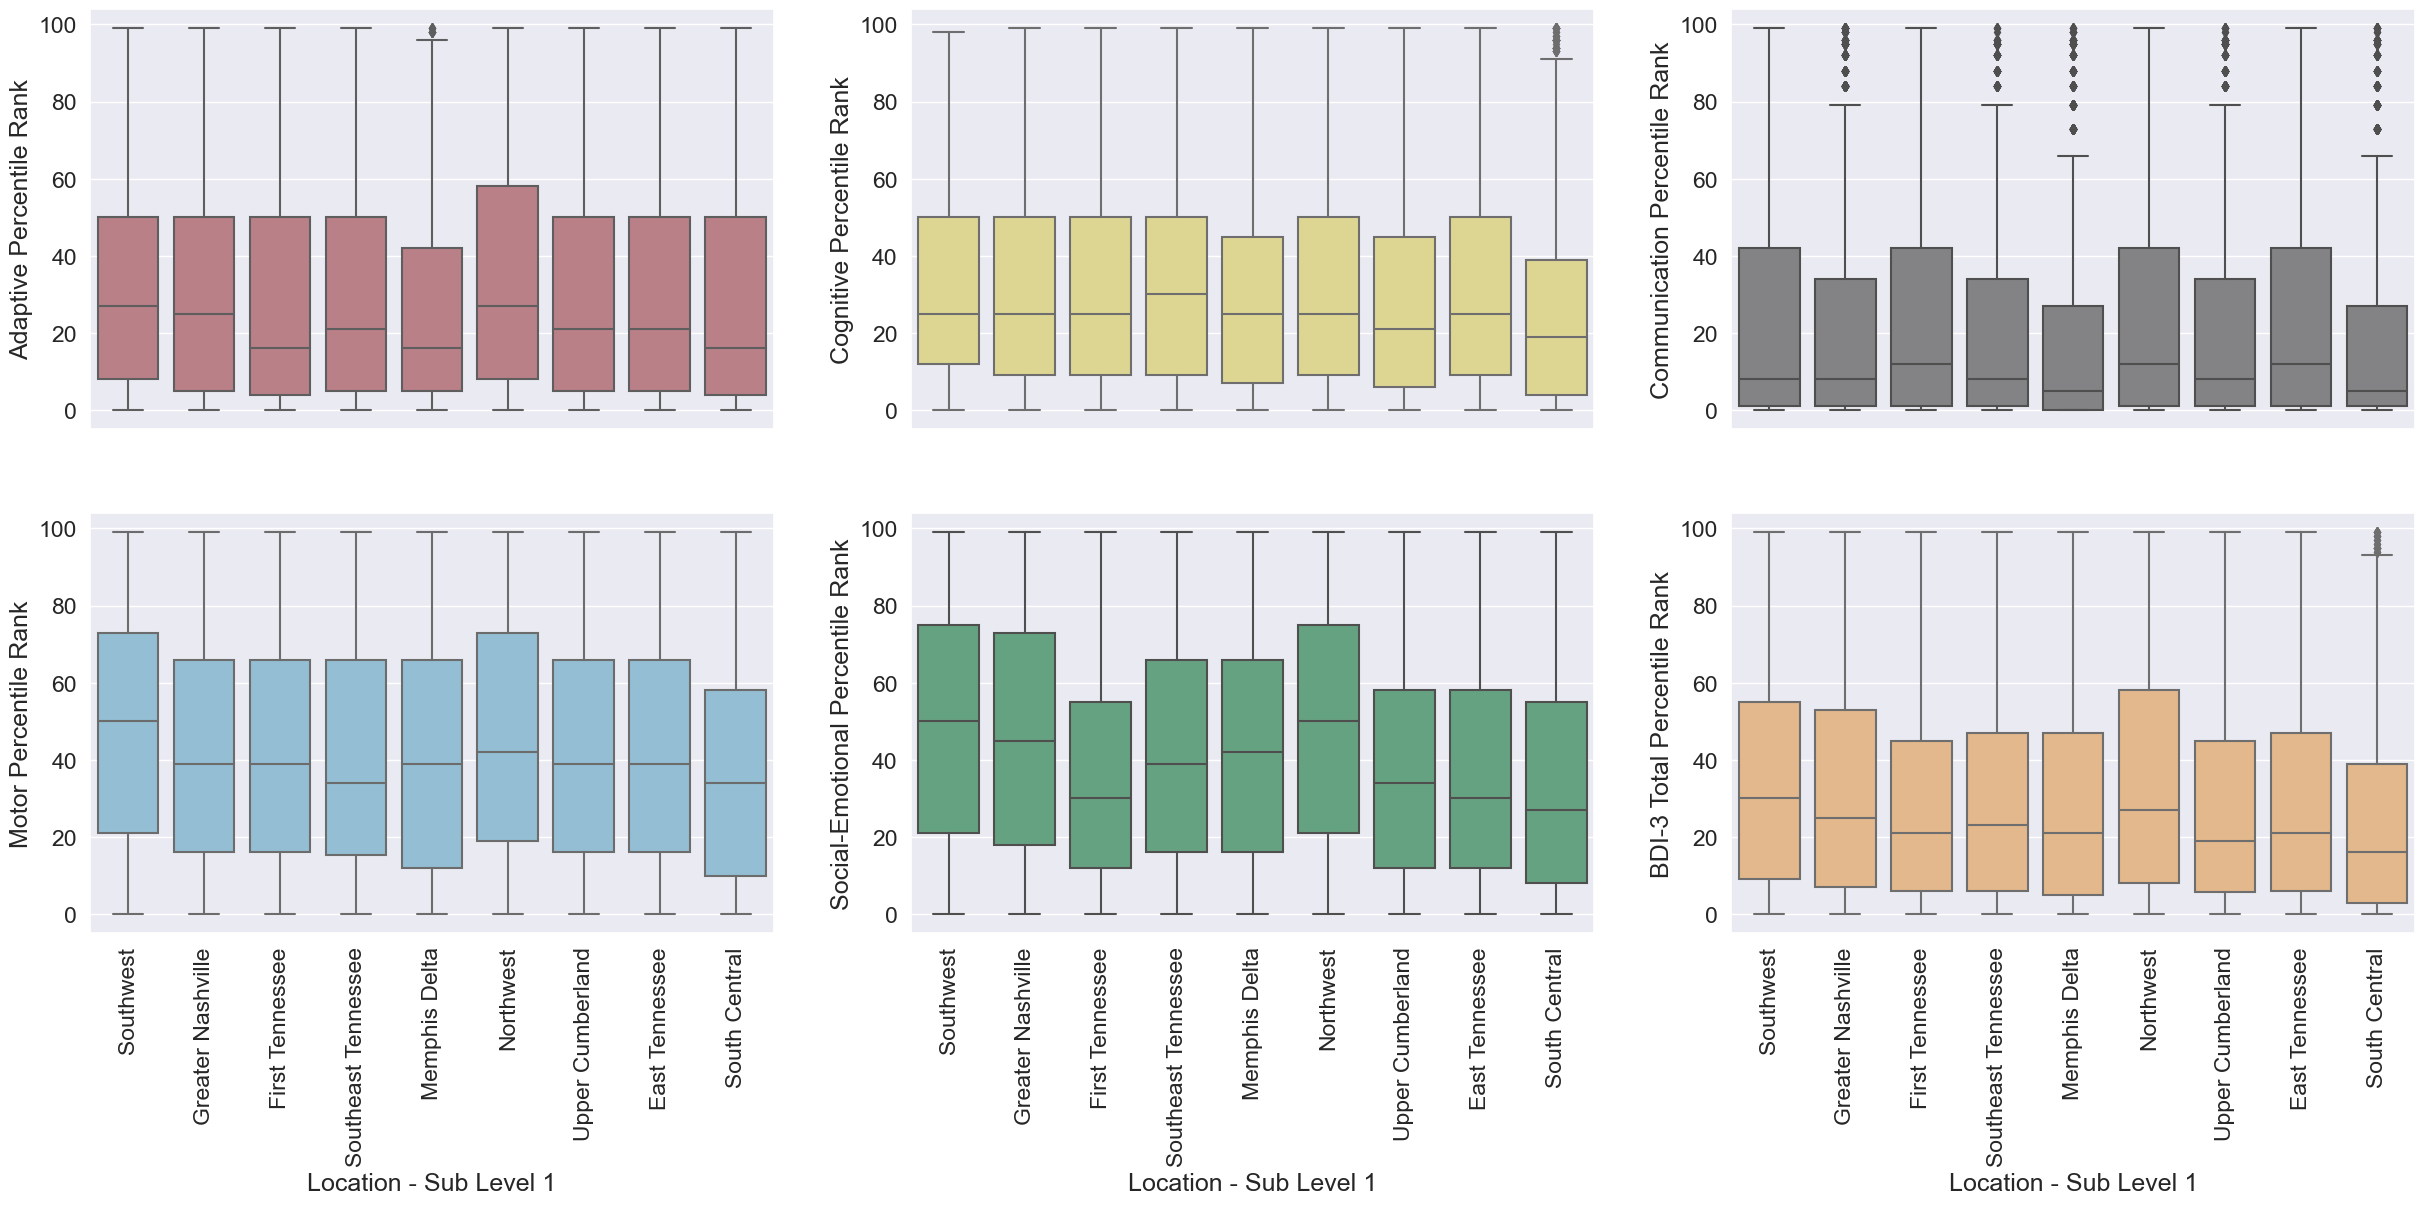 Adaptive Percentile Rank
100
80
60
40
20
0
Cognitive Percentile Rank
100
80
60
40
20
0
Communication Percentile Rank
100
80
60
40
20
0
Motor Percentile Rank
100
80
60
40
20
0
Southwest
Greater Nashville
First Tennessee
Southeast Tennessee
Memphis Delta
Northwest
Upper Cumberland
East Tennessee
South Central
Location - Sub Level 1
Social-Emotional Percentile Rank
100
80
60
40
20
0
Southwest
Greater Nashville
First Tennessee
Southeast Tennessee
Memphis Delta
Northwest
Upper Cumberland
East Tennessee
South Central
Location - Sub Level 1
BDI-3 Total Percentile Rank
100
80
60
40
20
0
Southwest
Greater Nashville
First Tennessee
Southeast Tennessee
Memphis Delta
Northwest
Upper Cumberland
East Tennessee
South Central
Location - Sub Level 1